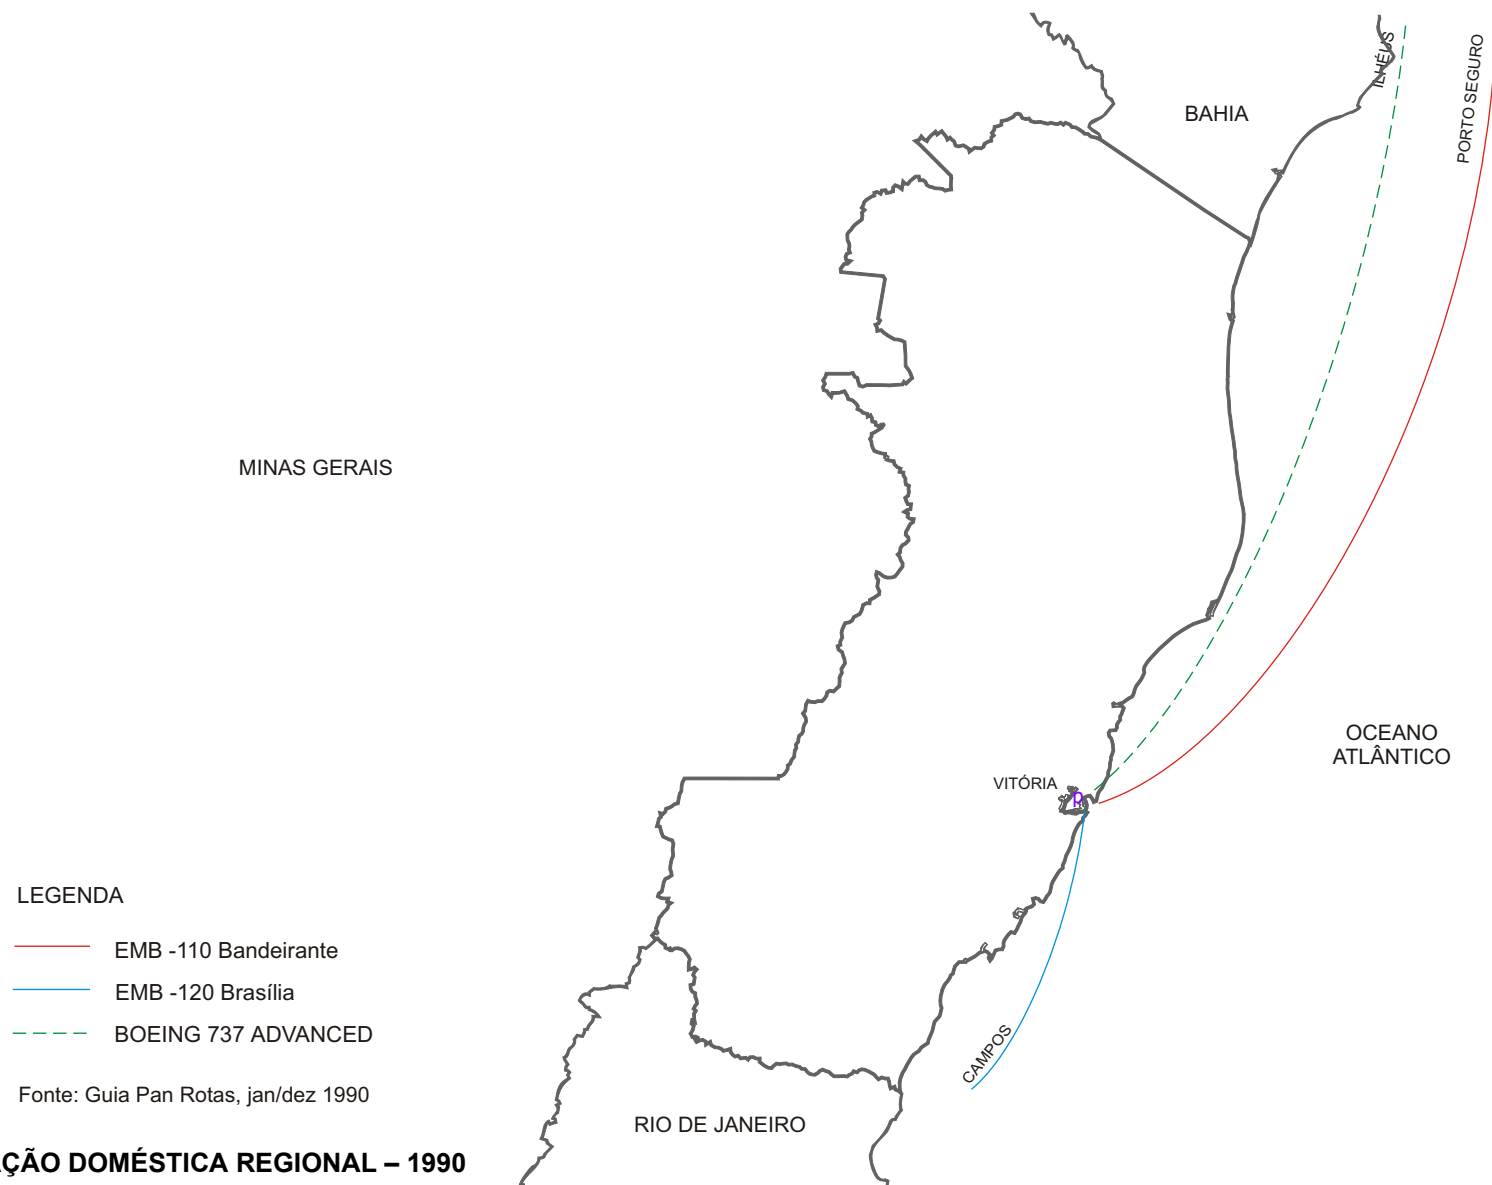 ILHÉUS
PORTO SEGURO
BAHIA
MINAS GERAIS
OCEANO
ATLÂNTICO
VITÓRIA
p
LEGENDA
EMB -110 Bandeirante
EMB -120 Brasília
BOEING 737 ADVANCED
CAMPOS
Fonte: Guia Pan Rotas, jan/dez 1990
RIO DE JANEIRO
AÇÃO DOMÉSTICA REGIONAL – 1990